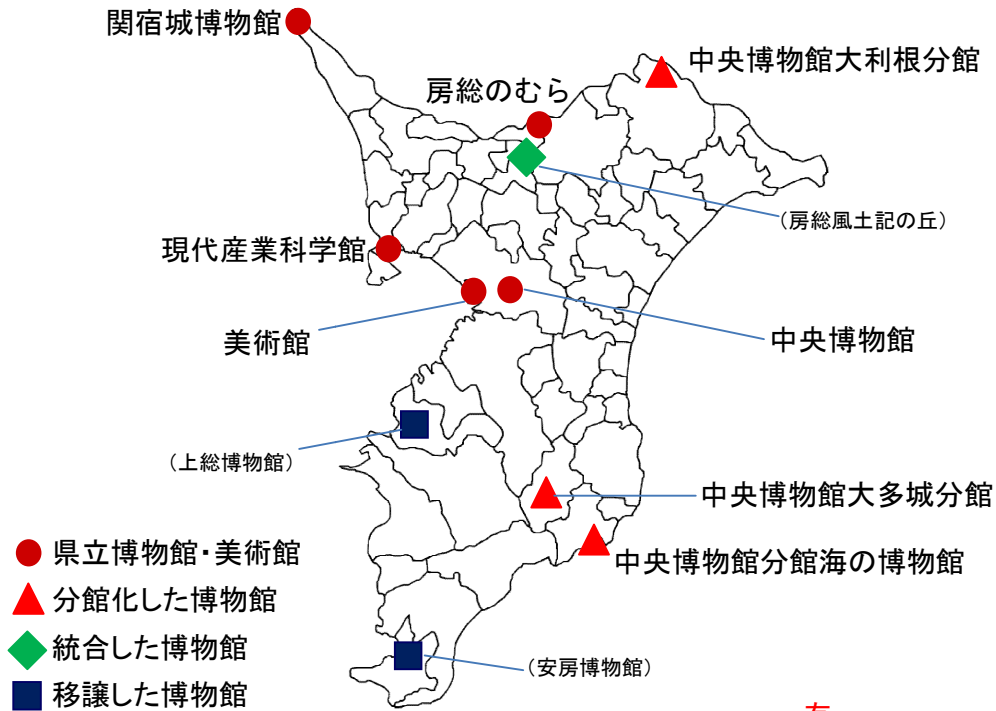 関宿城博物館
中央博物館大利根分館
房総のむら
（房総風土記の丘）
現代産業科学館
美術館
中央博物館
（上総博物館）
中央博物館大多城分館
中央博物館分館海の博物館
県立博物館・美術館
分館化した博物館
統合した博物館
移譲した博物館
（安房博物館）